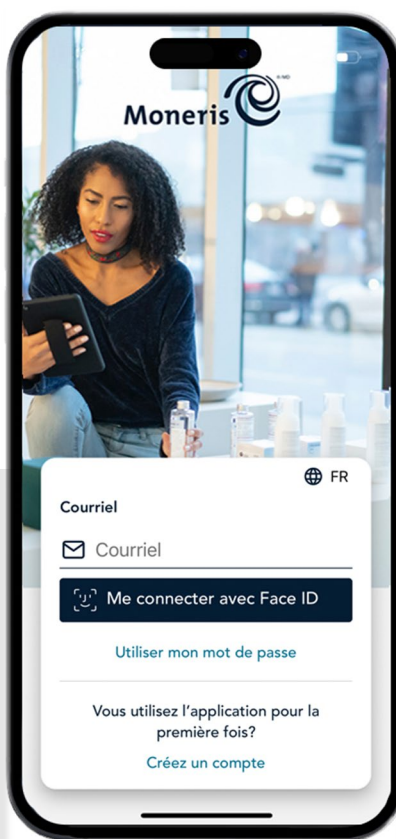 Moneris
FR
Courriel
Courriel
Me connecter avec Face ID
Utiliser mon mot de passe
Vous utilisez l'application pour la
première fois?
Créez un compte